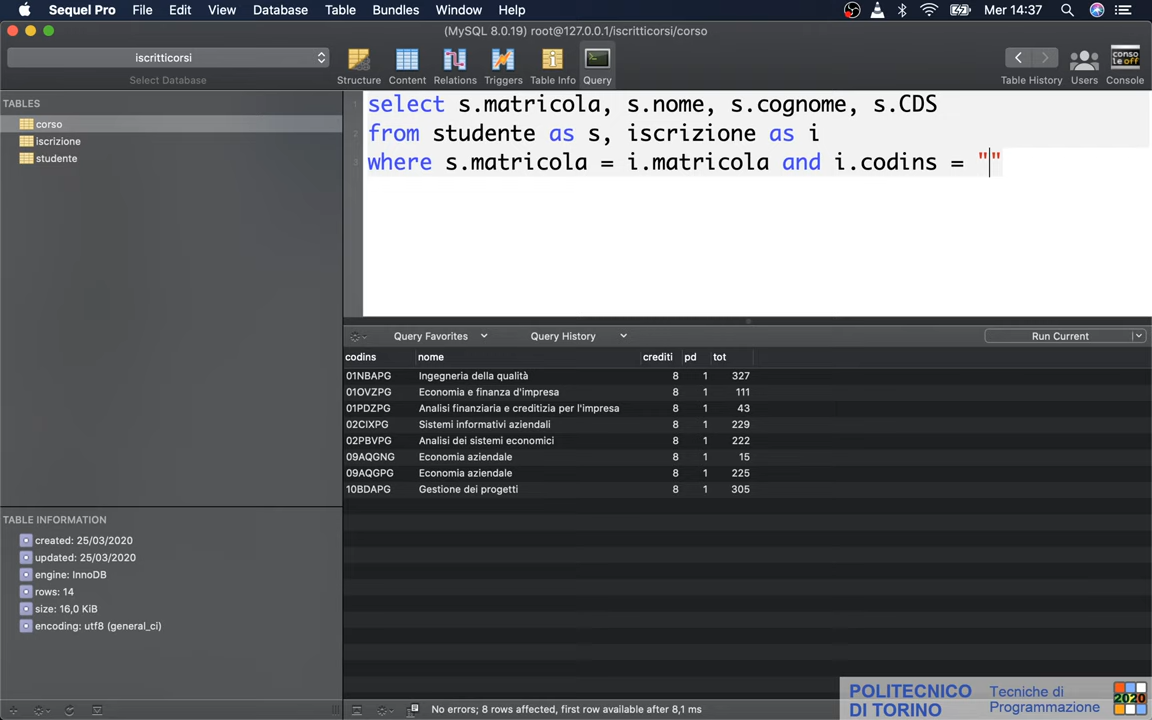 Sequel Pro File Edit View Database Table Bundles Window Help Mer 14:37
(MySQL 8.0.19) root@127.0.0.1/iscritticorsi/corso
iscritticorsi
Select Database
Structure Content Relations Triggers Table Info Query
Table History Users Console
conso
le off
TABLES
corso
iscrizione
studente
1 select s.matricola, s.nome, s.cognome, s.CDS
2 from studente as s, iscrizione as i
3 where s.matricola = i.matricola and i.codins = ""
Query Favorites Query History Run Current
codins nome crediti pd tot
01NBAPG Ingegneria della qualità 8 1 327
01OVZPG Economia e finanza d'impresa 8 1 111
01PDZPG Analisi finanziaria e creditizia per l'impresa 8 1 43
02CIXPG Sistemi informativi aziendali 8 1 229
02PBVPG Analisi dei sistemi economici 8 1 222
09AQGNG Economia aziendale 8 1 15
09AQGPG Economia aziendale 8 1 225
10BDAPG Gestione dei progetti 8 1 305
TABLE INFORMATION
created: 25/03/2020
updated: 25/03/2020
engine: InnoDB
rows: 14
size: 16,0 KiB
encoding: utf8 (general_ci)
No errors; 8 rows affected, first row available after 8,1 ms
POLITECNICO
DI TORINO
Tecniche di
Programmazione
2020